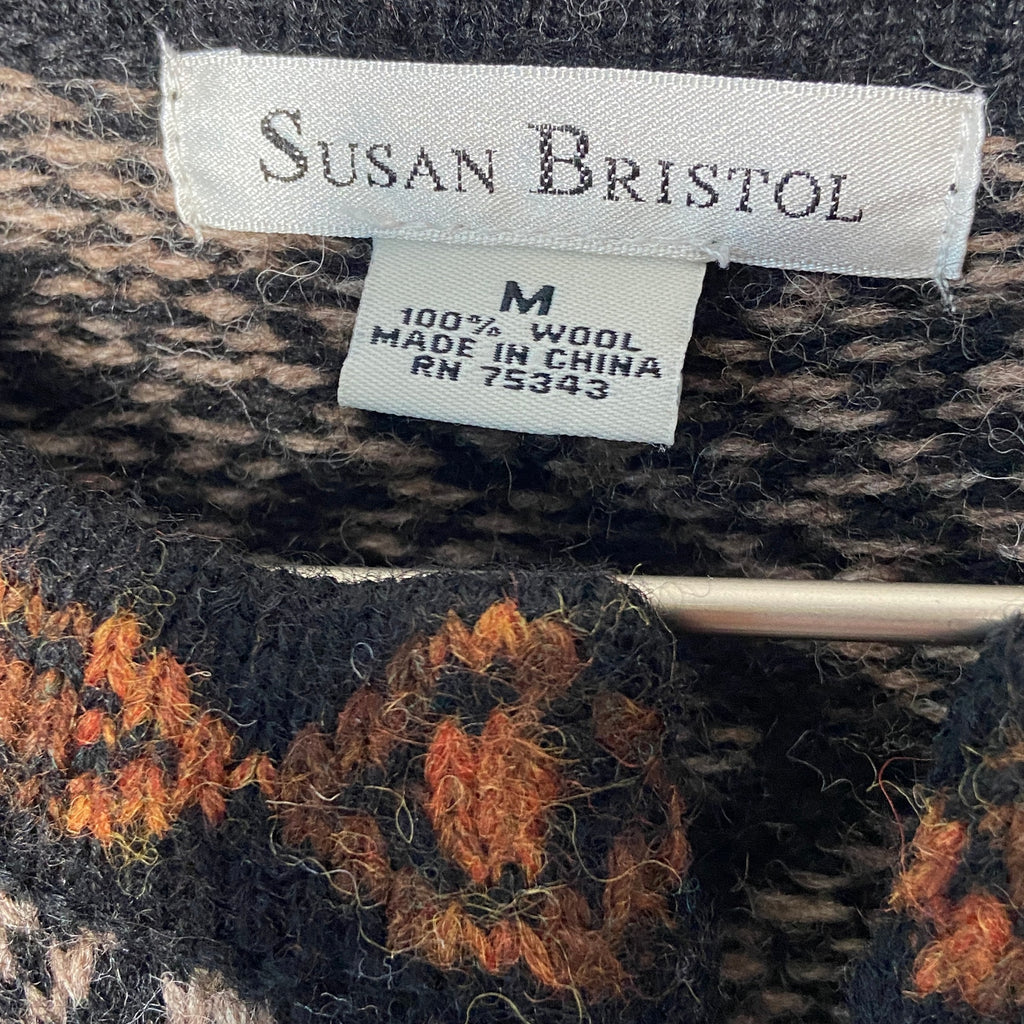 SUSAN BRISTOL
M
100% WOOL
MADE IN CHINA
RN 75343